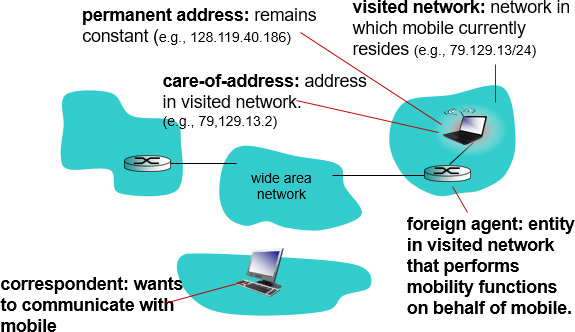 permanent address: remains
constant (e.g., 128.119.40.186)
visited network: network in
which mobile currently
resides (e.g., 79.129.13/24)
care-of-address: address
in visited network.
(e.g., 79,129.13.2)
wide area
network
foreign agent: entity
in visited network
that performs
mobility functions
on behalf of mobile.
correspondent: wants
to communicate with
mobile